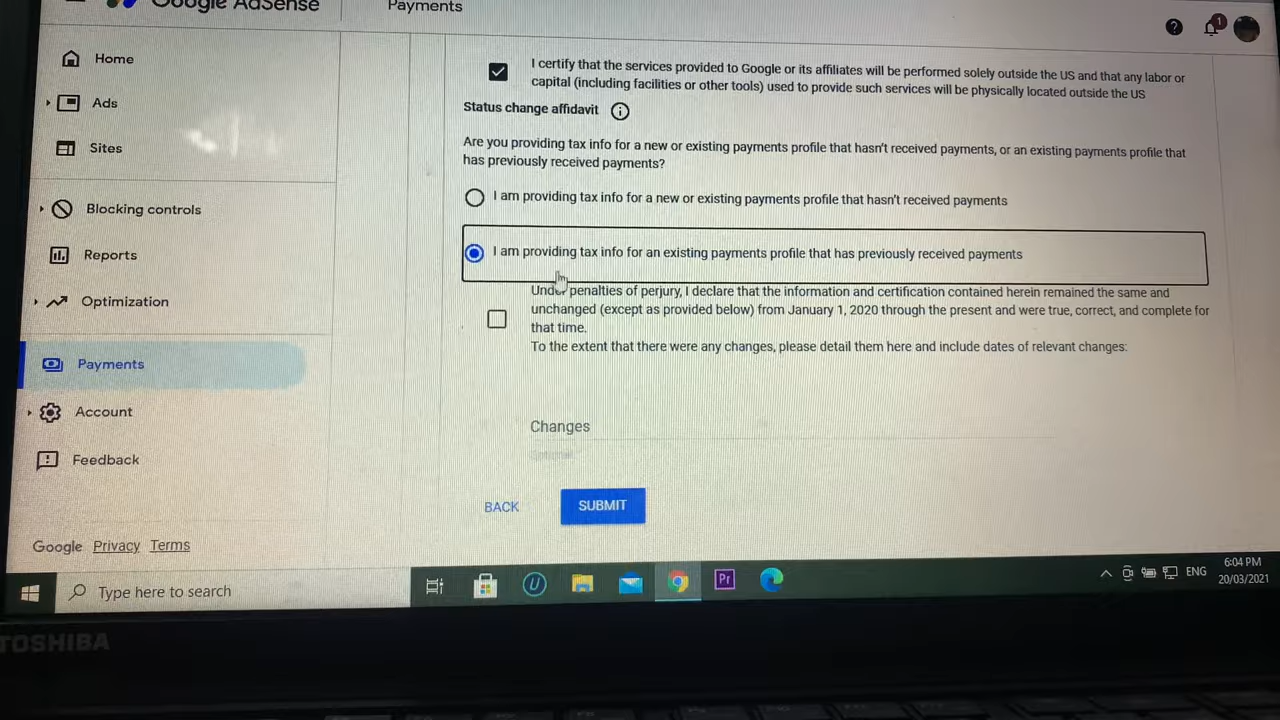 Google AdSense
Payments
1
Home
Ads
Sites
Blocking controls
Reports
Optimization
Payments
Account
Feedback
Google Privacy Terms
I certify that the services provided to Google or its affiliates will be performed solely outside the US and that any labor or
capital (including facilities or other tools) used to provide such services will be physically located outside the US
Status change affidavit
Are you providing tax info for a new or existing payments profile that hasn't received payments, or an existing payments profile that
has previously received payments?
I am providing tax info for a new or existing payments profile that hasn't received payments
I am providing tax info for an existing payments profile that has previously received payments
Under penalties of perjury, I declare that the information and certification contained herein remained the same and
unchanged (except as provided below) from January 1, 2020 through the present and were true, correct, and complete for
that time.
To the extent that there were any changes, please detail them here and include dates of relevant changes:
Changes
Optional
BACK
SUBMIT
Type here to search
U
Pr
ENG
6:04 PM
20/03/2021
TOSHIBA